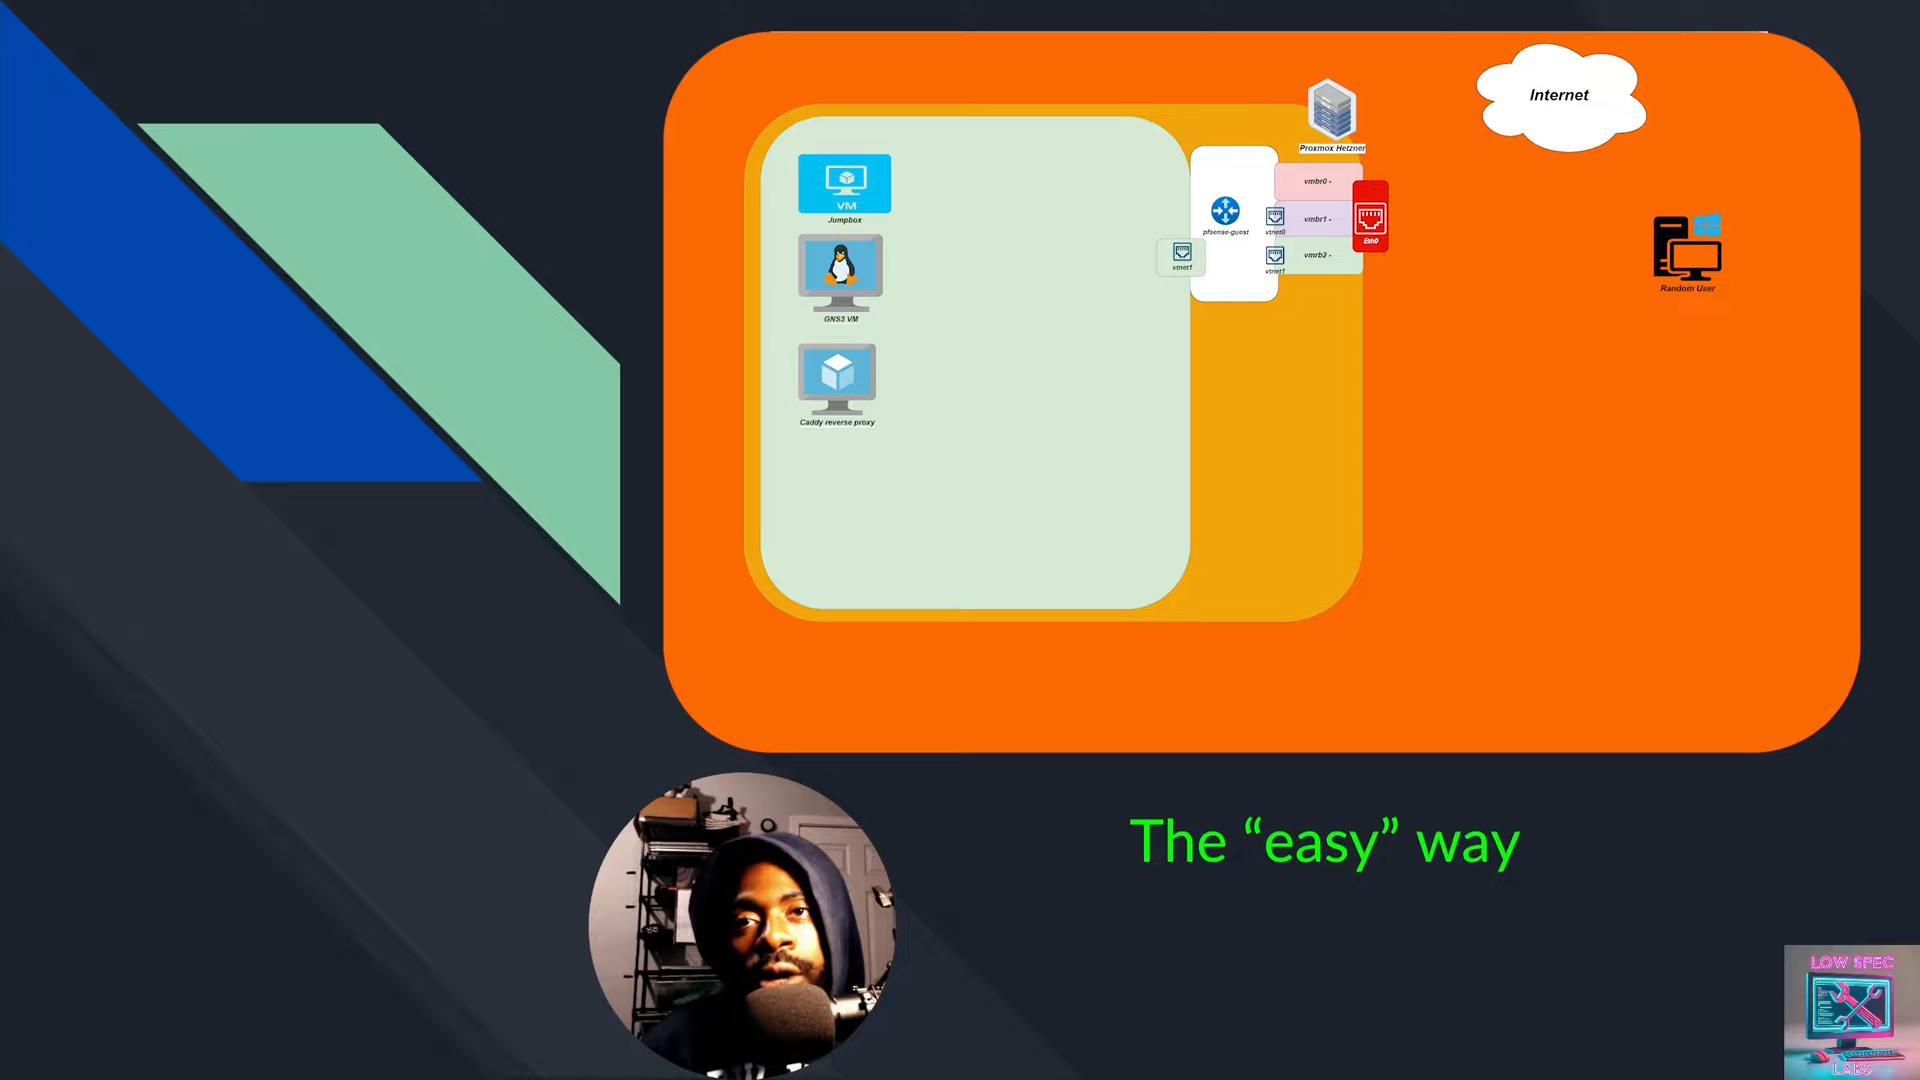 Internet
Proxmox Hetzner
VM
Jumpbox
vmbr0 -
pfsense-guest
vtnet0
vmbr1 -
Eth0
vtnet1
vtnet1
vmrb2 -
Random User
GNS3 VM
Caddy reverse proxy
The “easy” way
LOW SPEC
LABS